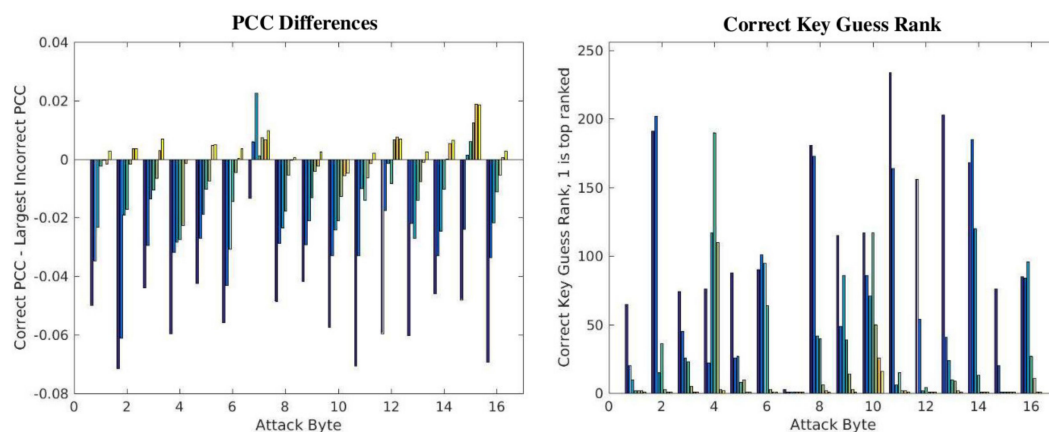 PCC Differences
Correct PCC - Largest Incorrect PCC
0.04
0.02
0
-0.02
-0.04
-0.06
-0.08
0 2 4 6 8 10 12 14 16
Attack Byte
Correct Key Guess Rank
Correct Key Guess Rank, 1 is top ranked
250
200
150
100
50
0
0 2 4 6 8 10 12 14 16
Attack Byte